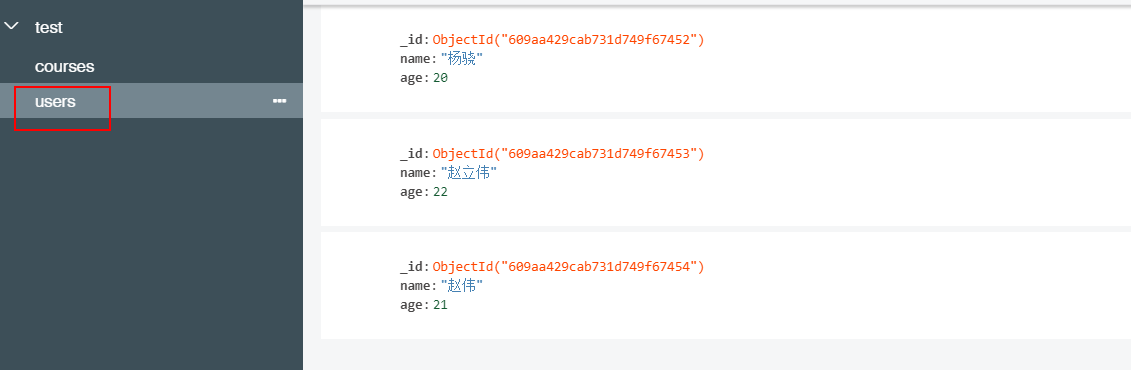 test
courses
users
_id: ObjectId("609aa429cab731d749f67452")
name: "杨骁"
age: 20
_id: ObjectId("609aa429cab731d749f67453")
name: "赵立伟"
age: 22
_id: ObjectId("609aa429cab731d749f67454")
name: "赵伟"
age: 21